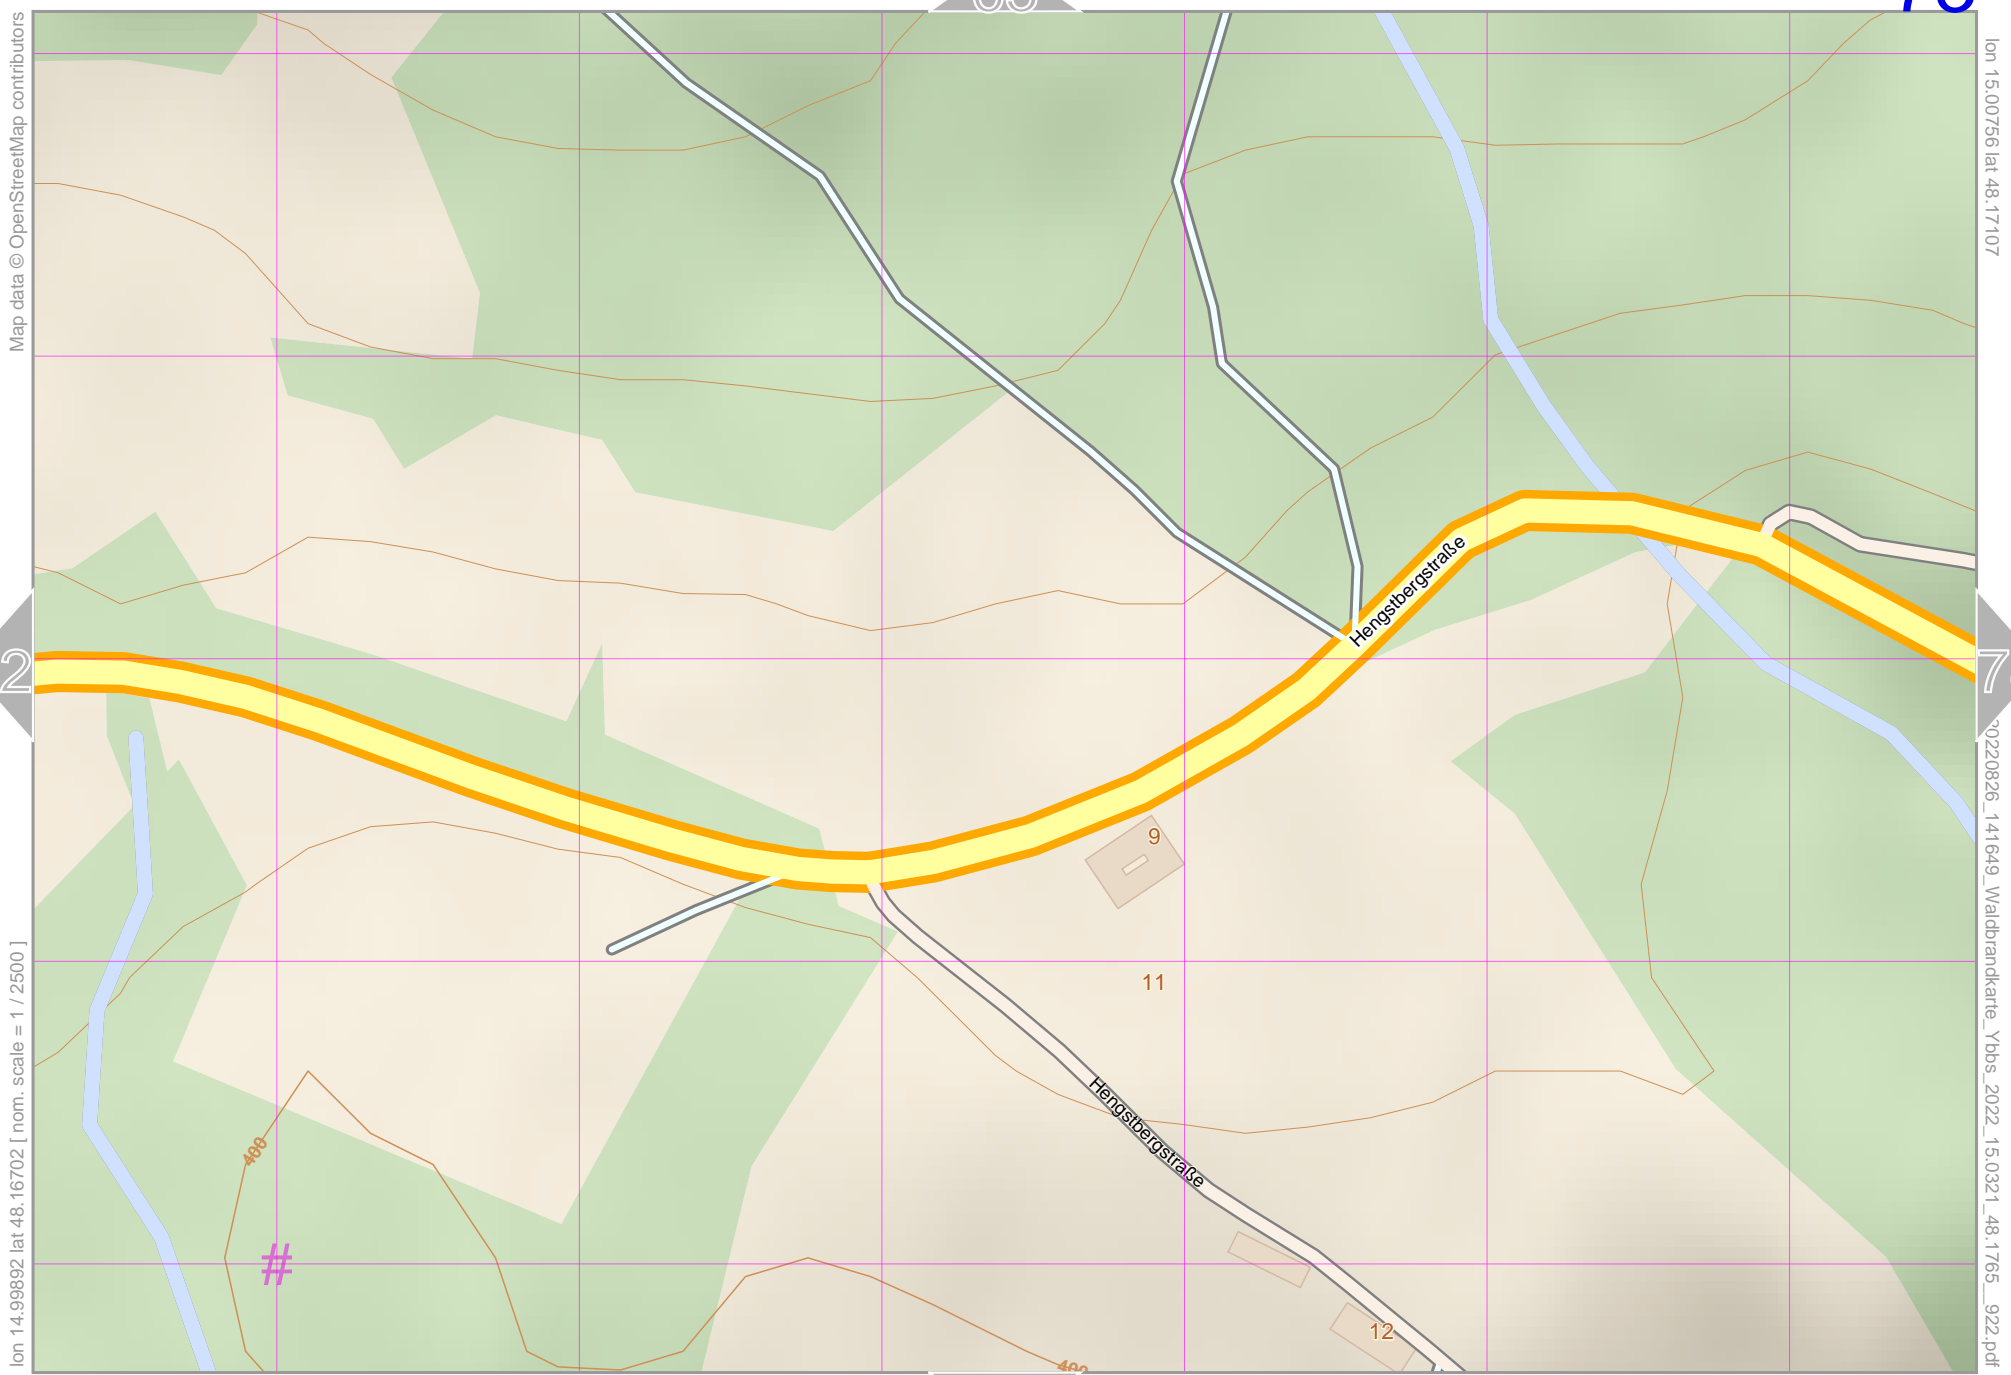 Map data © OpenStreetMap contributors
lon 15.00756 lat 48.17107
Hengstbergstraße
2
7
9
11
Hengstbergstraße
400
#
12
400
lon 14.99892 lat 48.16702 [ nom. scale = 1 / 2500 ]
20220826_141649_Waldbrandkarte_Ybbs_2022_15.0321_48.1765__922.pdf